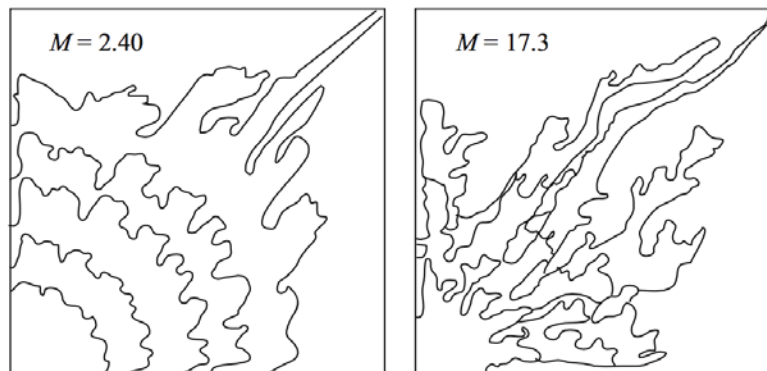 M = 2.40
M = 17.3